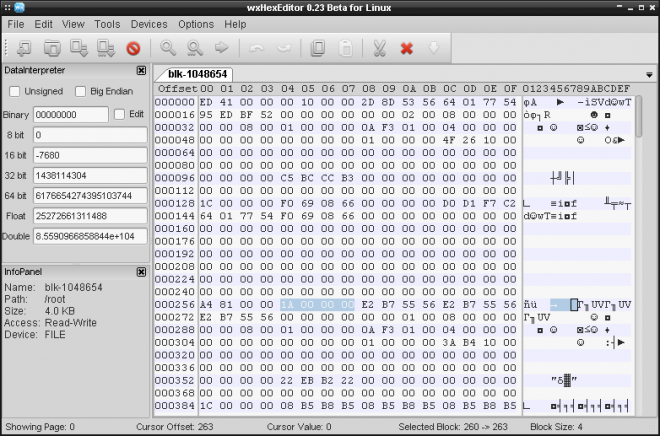 wxHexEditor 0.23 Beta for Linux
File Edit View Tools Devices Options Help
DataInterpreter
Unsigned Big Endian
Binary 00000000 Edit
8 bit 0
16 bit -7680
32 bit 1438114304
64 bit 6176654274395103744
Float 25272661311488
Double 8.5590966858844e+104
InfoPanel
Name: blk-1048654
Path: /root
Size: 4.0 KB
Access: Read-Write
Device: FILE
blk-1048654
Offset 00 01 02 03 04 05 06 07 08 09 0A 0B 0C 0D 0E 0F 0123456789ABCDEF
000000 ED 41 00 00 00 10 00 00 2D 8D 53 56 64 01 77 54
000016 95 ED BF 52 00 00 00 00 00 00 02 00 08 00 00 00
000032 00 00 08 00 01 00 00 00 0A F3 01 00 04 00 00 00
000048 00 00 00 00 00 00 00 00 01 00 00 00 4F 26 10 00
000064 00 00 00 00 00 00 00 00 00 00 00 00 00 00 00 00
000080 00 00 00 00 00 00 00 00 00 00 00 00 00 00 00 00
000096 00 00 00 00 C5 BC CC B3 00 00 00 00 00 00 00 00
000112 00 00 00 00 00 00 00 00 00 00 00 00 00 00 00 00
000128 1C 00 00 00 F0 69 08 66 00 00 00 00 D0 D1 F7 C2
000144 64 01 77 54 F0 69 08 66 00 00 00 00 00 00 00 00
000160 00 00 00 00 00 00 00 00 00 00 00 00 00 00 00 00
000176 00 00 00 00 00 00 00 00 00 00 00 00 00 00 00 00
000192 00 00 00 00 00 00 00 00 00 00 00 00 00 00 00 00
000208 00 00 00 00 00 00 00 00 00 00 00 00 00 00 00 00
000224 00 00 00 00 00 00 00 00 00 00 00 00 00 00 00 00
000240 00 00 00 00 00 00 00 00 00 00 00 00 00 00 00 00
000256 A4 81 00 00 1A 00 00 00 E2 B7 55 56 E2 B7 55 56
000272 E2 B7 55 56 00 00 00 00 00 00 01 00 08 00 00 00
000288 00 00 08 00 01 00 00 00 0A F3 01 00 04 00 00 00
000304 00 00 00 00 00 00 00 00 01 00 00 00 3A B4 10 00
000320 00 00 00 00 00 00 00 00 00 00 00 00 00 00 00 00
000336 00 00 00 00 00 00 00 00 00 00 00 00 00 00 00 00
000352 00 00 00 00 22 EB B2 22 00 00 00 00 00 00 00 00
000368 00 00 00 00 00 00 00 00 00 00 00 00 00 00 00 00
000384 1C 00 00 00 08 B5 B8 B5 08 B5 B8 B5 08 B5 B8 B5
Showing Page: 0 Cursor Offset: 263 Cursor Value: 0 Selected Block: 260 -> 263 Block Size: 4